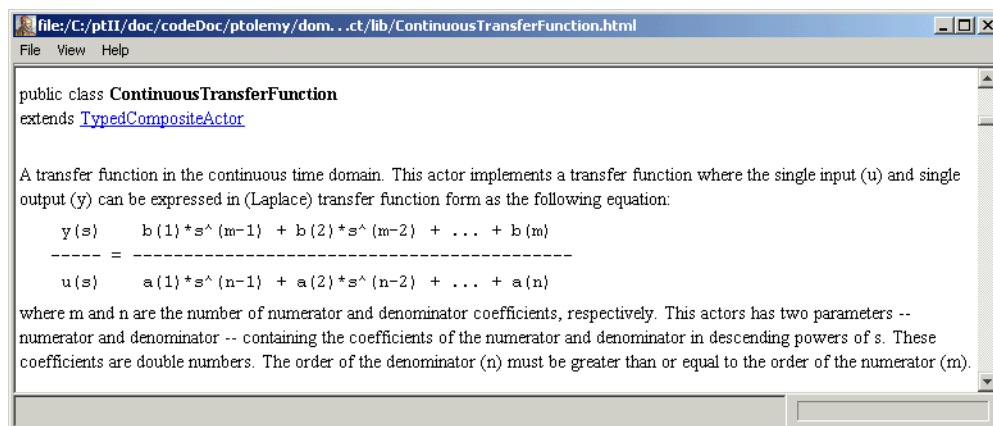 file:/C:/ptII/doc/codeDoc/ptolemy/dom. . .ct/lib/ContinuousTransferFunction.html
File View Help
public class ContinuousTransferFunction
extends TypedCompositeActor
A transfer function in the continuous time domain. This actor implements a transfer function where the single input (u) and single
output (y) can be expressed in (Laplace) transfer function form as the following equation:
y(s) b(1)*s^(m-1) + b(2)*s^(m-2) + ... + b(m)
----- = -------------------------------------------
u(s) a(1)*s^(n-1) + a(2)*s^(n-2) + ... + a(n)
where m and n are the number of numerator and denominator coefficients, respectively. This actors has two parameters --
numerator and denominator -- containing the coefficients of the numerator and denominator in descending powers of s. These
coefficients are double numbers. The order of the denominator (n) must be greater than or equal to the order of the numerator (m).